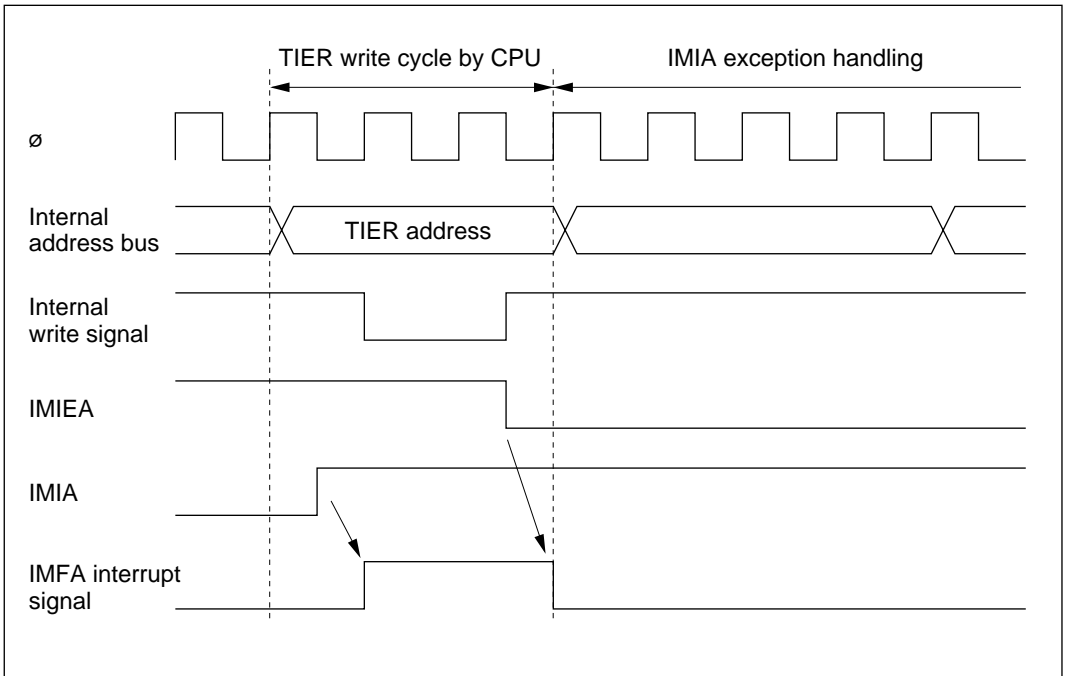 TIER write cycle by CPU
IMIA exception handling
ø
Internal
address bus
TIER address
Internal
write signal
IMIEA
IMIA
IMFA interrupt
signal